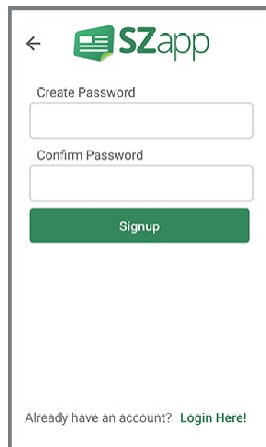 SZapp
Create Password
Confirm Password
Signup
Already have an account? Login Here!